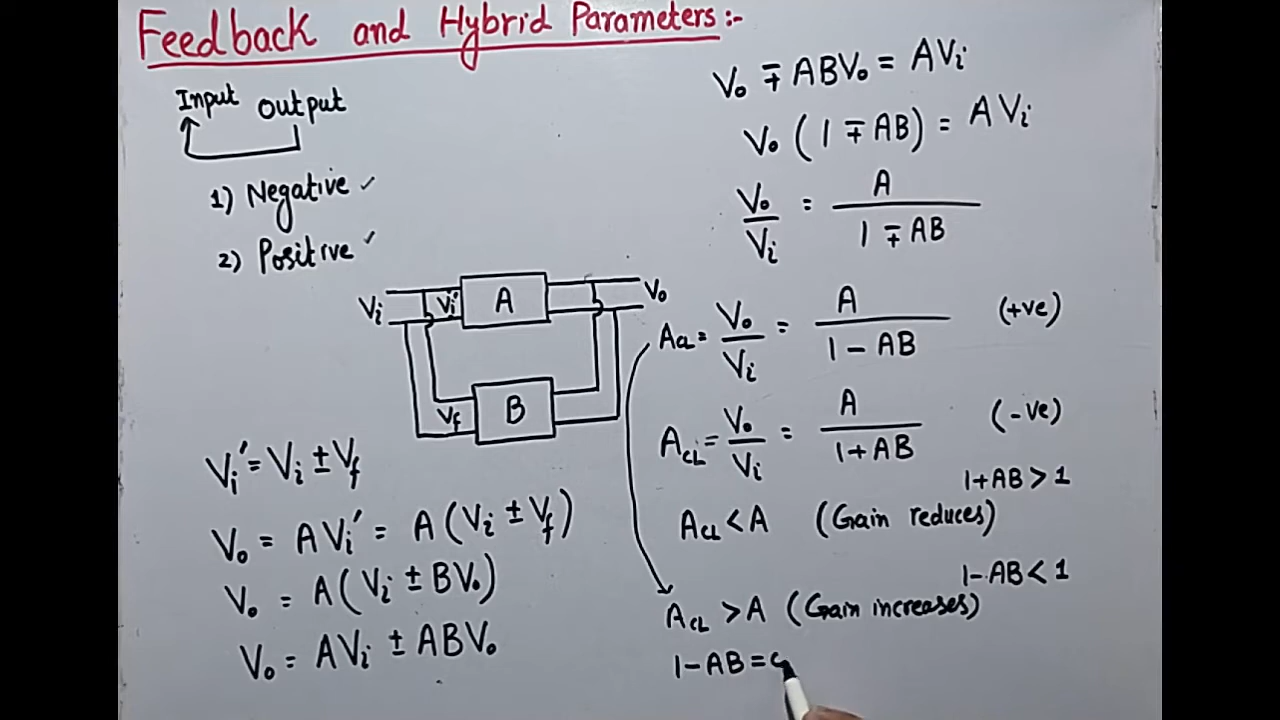 Feedback and Hybrid Parameters:-
Input Output
1) Negative ✓
2) Positive ✓
Vi Vi' A Vo
Vf B
Vi' = Vi ± Vf
Vo = AVi' = A(Vi ± Vf)
Vo = A(Vi ± BVo)
Vo = AVi ± ABVo
Vo ∓ ABVo = AVi
Vo (1 ∓ AB) = AVi
Vo/Vi = A/(1 ∓ AB)
ACL = Vo/Vi = A/(1 - AB) (+ve)
ACL = Vo/Vi = A/(1 + AB) (-ve)
1+AB > 1
ACL < A (Gain reduces)
1-AB < 1
ACL > A (Gain increases)
1-AB =